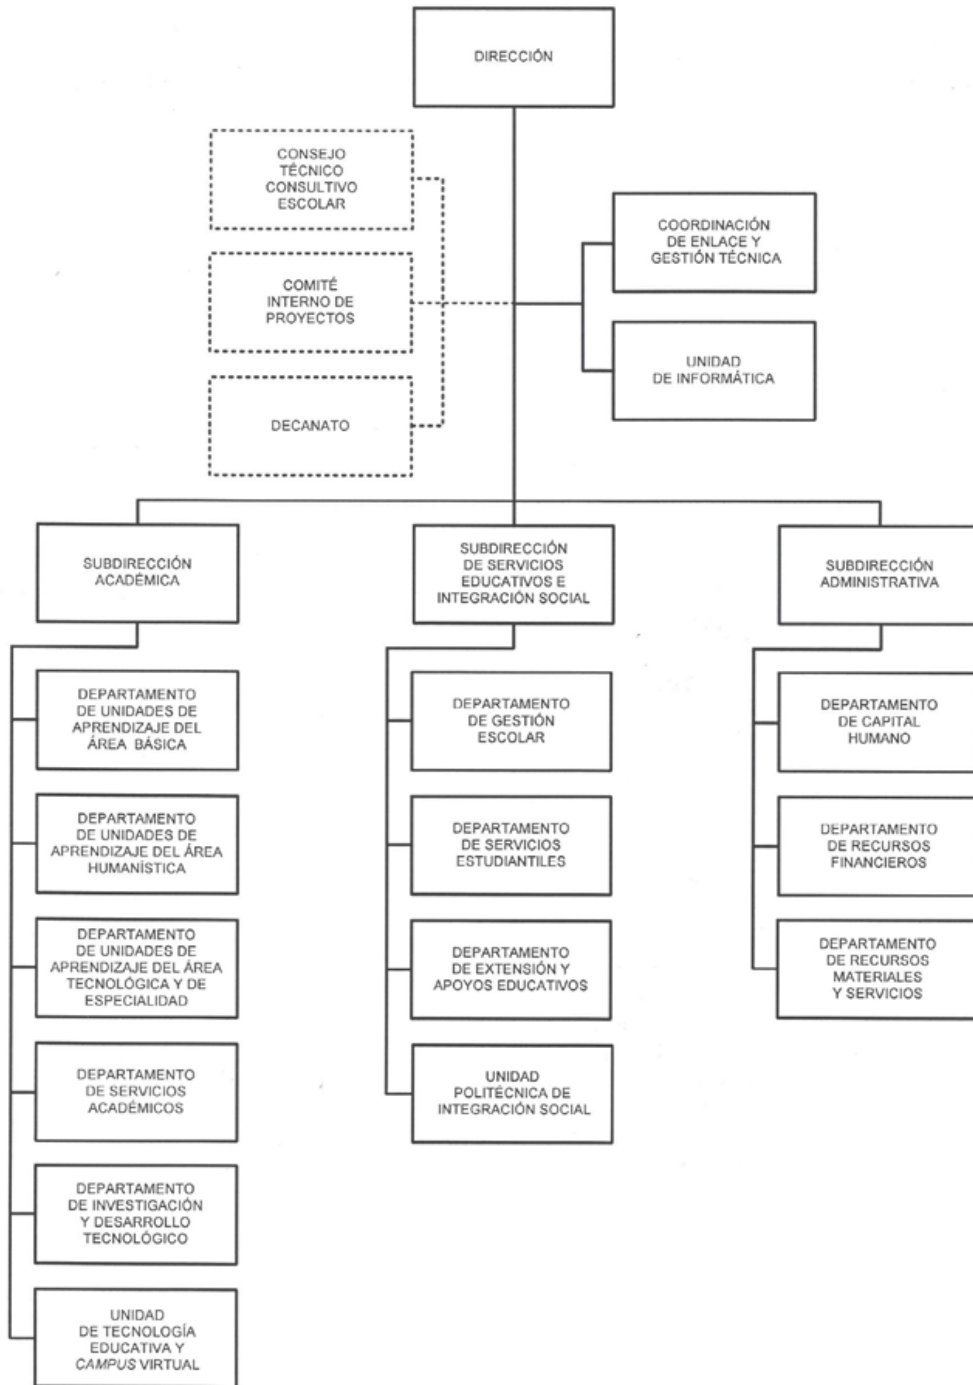 DIRECCIÓN
CONSEJO
TÉCNICO
CONSULTIVO
ESCOLAR
COORDINACIÓN
DE ENLACE Y
GESTIÓN TÉCNICA
COMITÉ
INTERNO DE
PROYECTOS
UNIDAD
DE INFORMÁTICA
DECANATO
SUBDIRECCIÓN
ACADÉMICA
SUBDIRECCIÓN
DE SERVICIOS
EDUCATIVOS E
INTEGRACIÓN SOCIAL
SUBDIRECCIÓN
ADMINISTRATIVA
DEPARTAMENTO
DE UNIDADES DE
APRENDIZAJE DEL
ÁREA BÁSICA
DEPARTAMENTO
DE UNIDADES DE
APRENDIZAJE DEL ÁREA
HUMANÍSTICA
DEPARTAMENTO
DE UNIDADES DE
APRENDIZAJE DEL ÁREA
TECNOLÓGICA Y DE
ESPECIALIDAD
DEPARTAMENTO
DE SERVICIOS
ACADÉMICOS
DEPARTAMENTO
DE INVESTIGACIÓN
Y DESARROLLO
TECNOLÓGICO
UNIDAD
DE TECNOLOGÍA
EDUCATIVA Y
CAMPUS VIRTUAL
DEPARTAMENTO
DE GESTIÓN
ESCOLAR
DEPARTAMENTO
DE SERVICIOS
ESTUDIANTILES
DEPARTAMENTO
DE EXTENSIÓN Y
APOYOS EDUCATIVOS
UNIDAD
POLITÉCNICA DE
INTEGRACIÓN SOCIAL
DEPARTAMENTO
DE CAPITAL
HUMANO
DEPARTAMENTO
DE RECURSOS
FINANCIEROS
DEPARTAMENTO
DE RECURSOS
MATERIALES
Y SERVICIOS